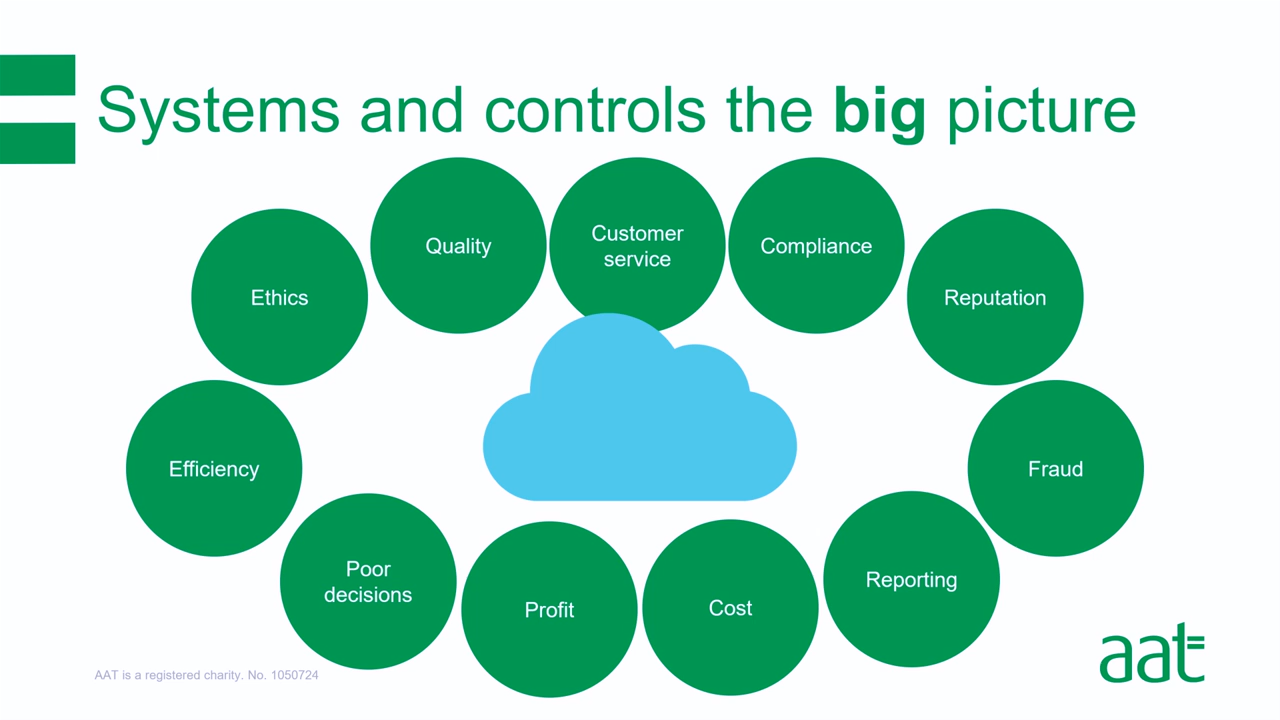 Systems and controls the big picture
Quality
Customer
service
Compliance
Ethics
Reputation
Efficiency
Fraud
Poor
decisions
Profit
Cost
Reporting
AAT is a registered charity. No. 1050724
aat